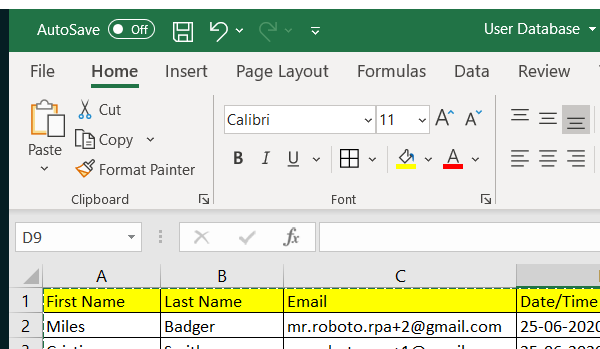 AutoSave Off User Database
File Home Insert Page Layout Formulas Data Review
Cut
Copy
Format Painter
Paste
Calibri 11 A A
B I U A
Clipboard Font
D9 fx
A B C
1 First Name Last Name Email Date/Time
2 Miles Badger mr.roboto.rpa+2@gmail.com 25-06-2020